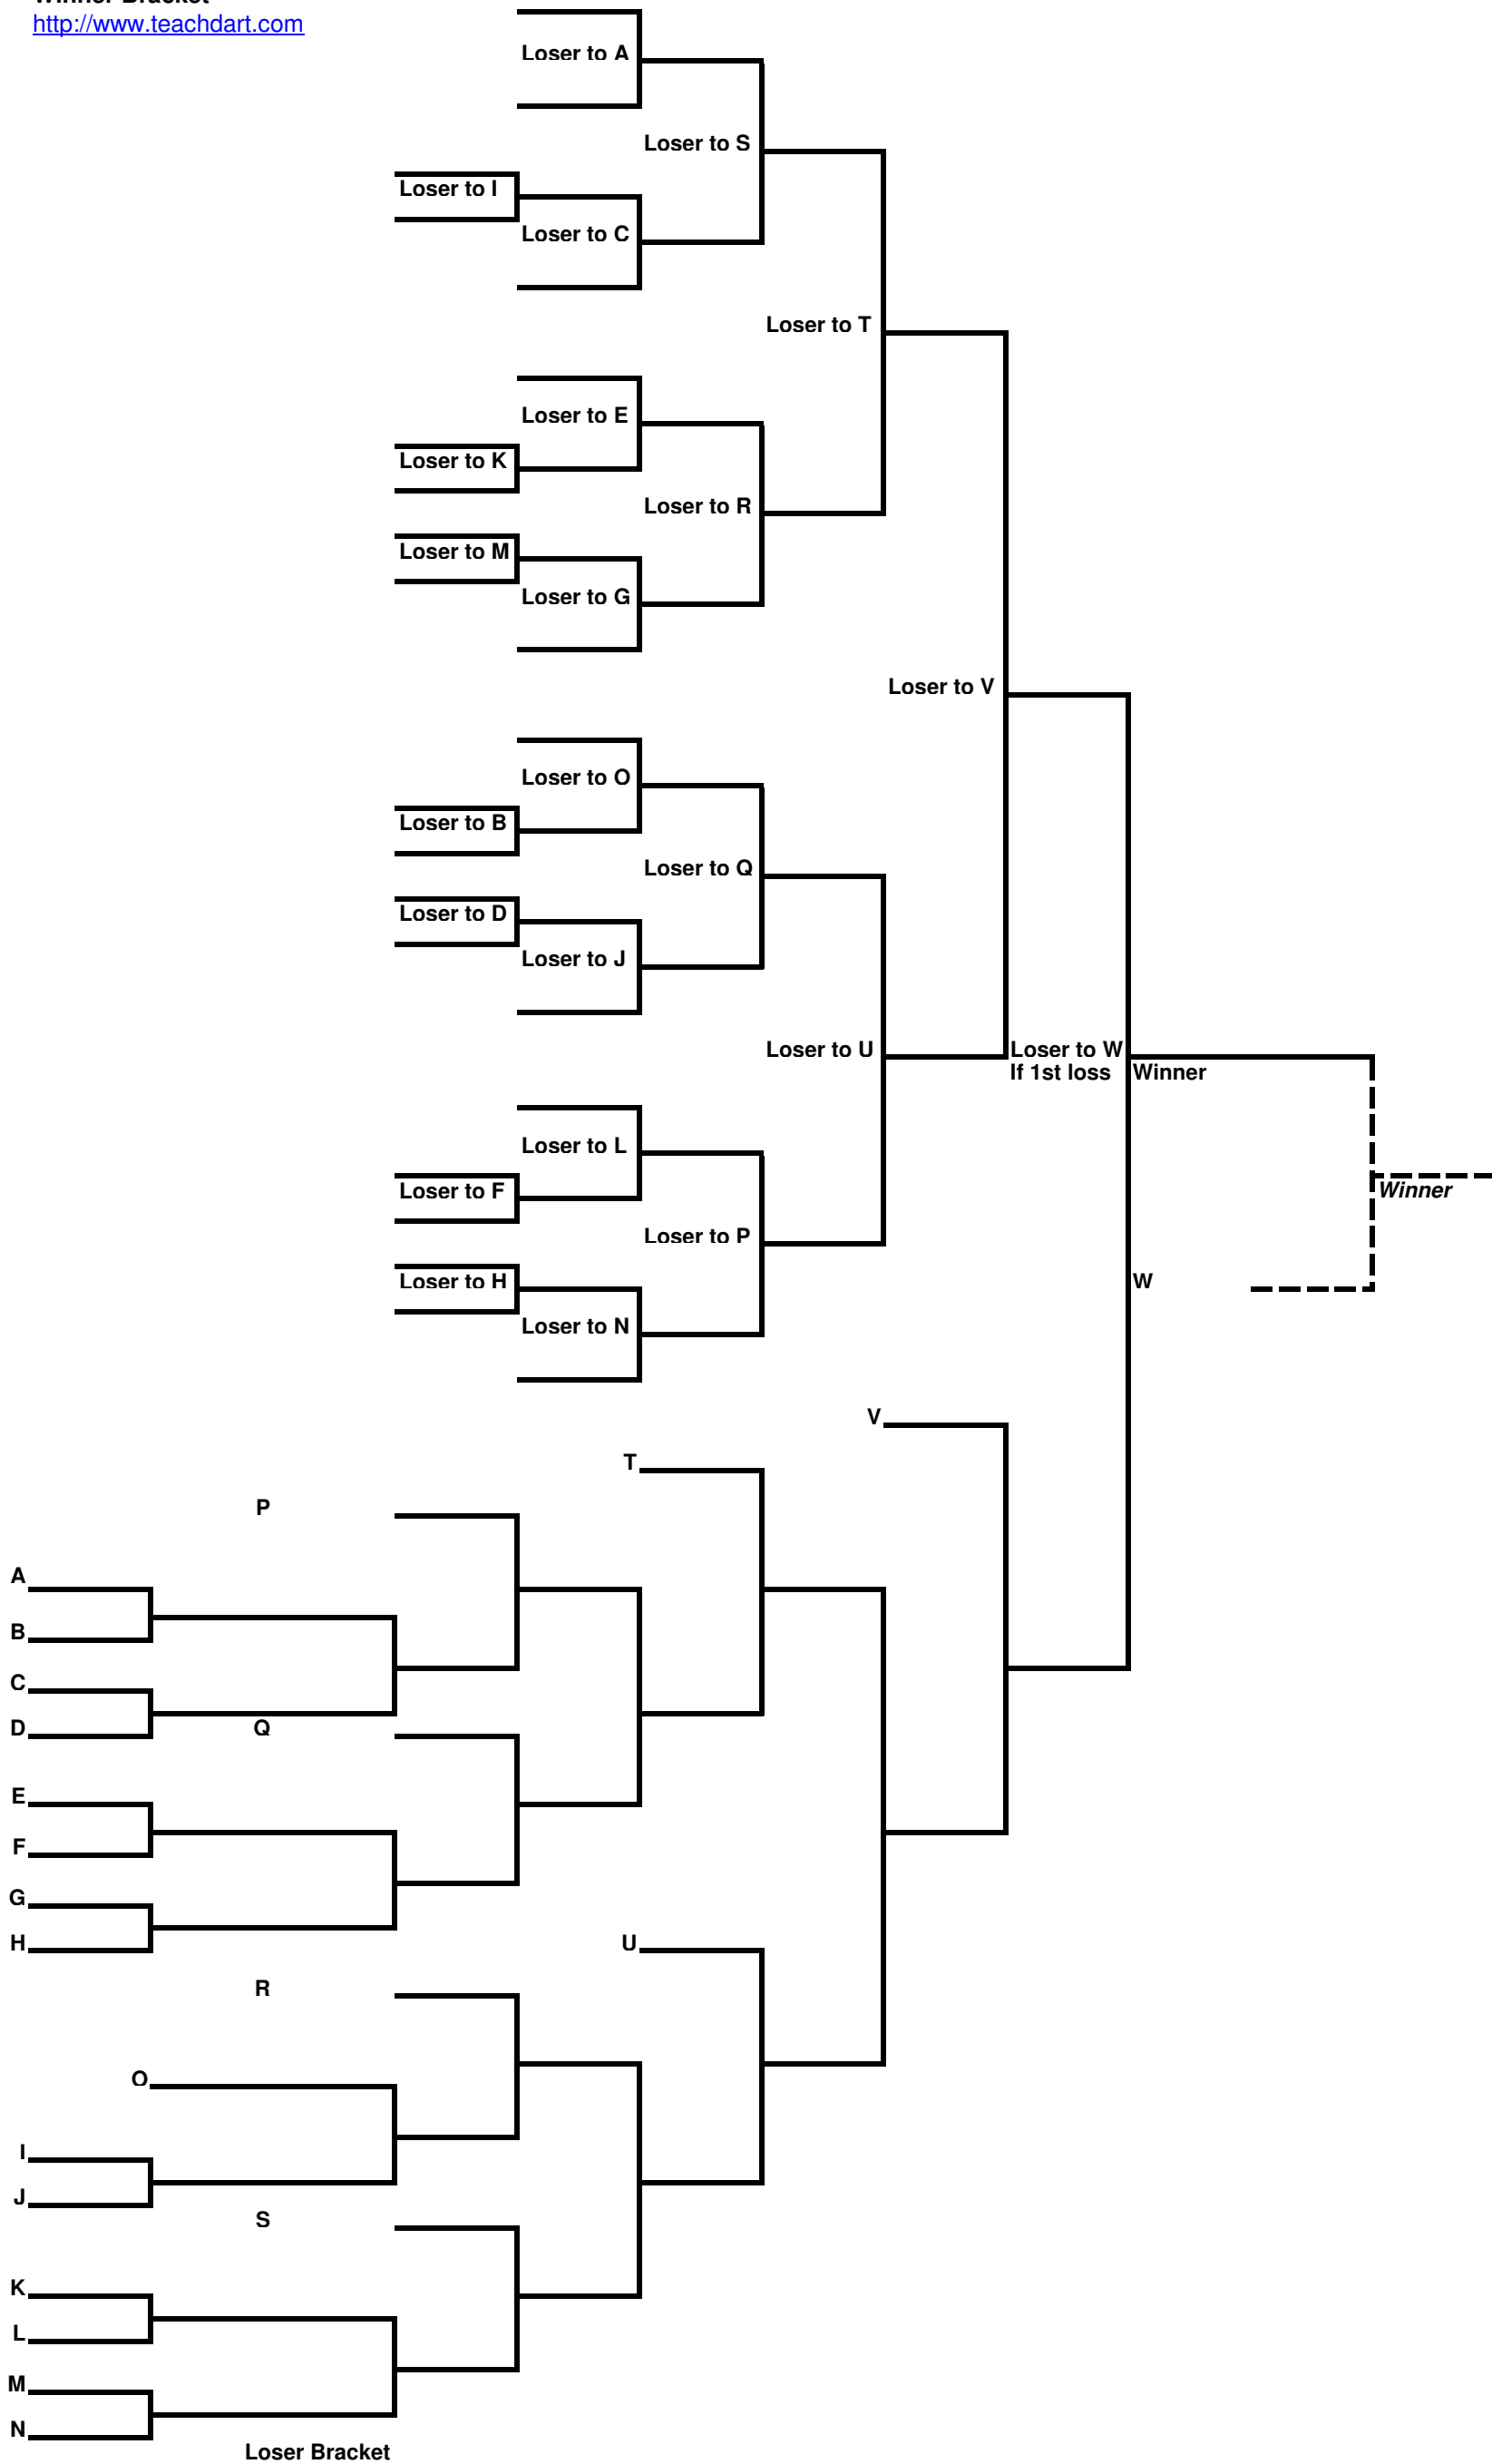 Winner Bracket
http://www.teachdart.com
Loser to A
Loser to S
Loser to I
Loser to C
Loser to T
Loser to E
Loser to K
Loser to R
Loser to M
Loser to G
Loser to V
Loser to O
Loser to B
Loser to Q
Loser to D
Loser to J
Loser to U
Loser to W
If 1st loss
Winner
Loser to L
Loser to F
Winner
Loser to P
Loser to H
W
Loser to N
V
T
P
A
B
C
D
Q
E
F
G
H
U
R
O
I
J
S
K
L
M
N
Loser Bracket